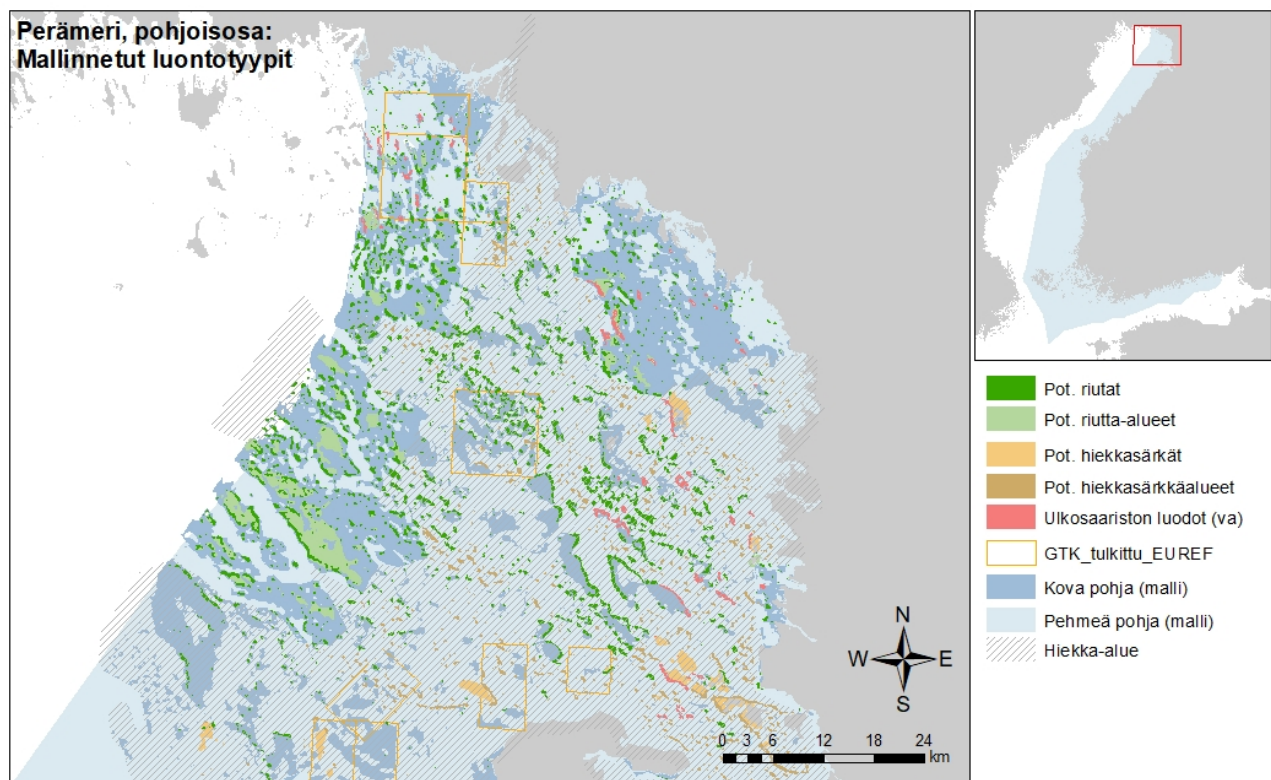 Perämeri, pohjoisosa:
Mallinnetut luontotyypit
Pot. riutat
Pot. riutta-alueet
Pot. hiekkasärkät
Pot. hiekkasärkkäalueet
Ulkosaariston luodot (va)
GTK_tulkittu_EUREF
Kova pohja (malli)
Pehmeä pohja (malli)
Hiekka-alue
N
W E
S
0 3 6 12 18 24
km